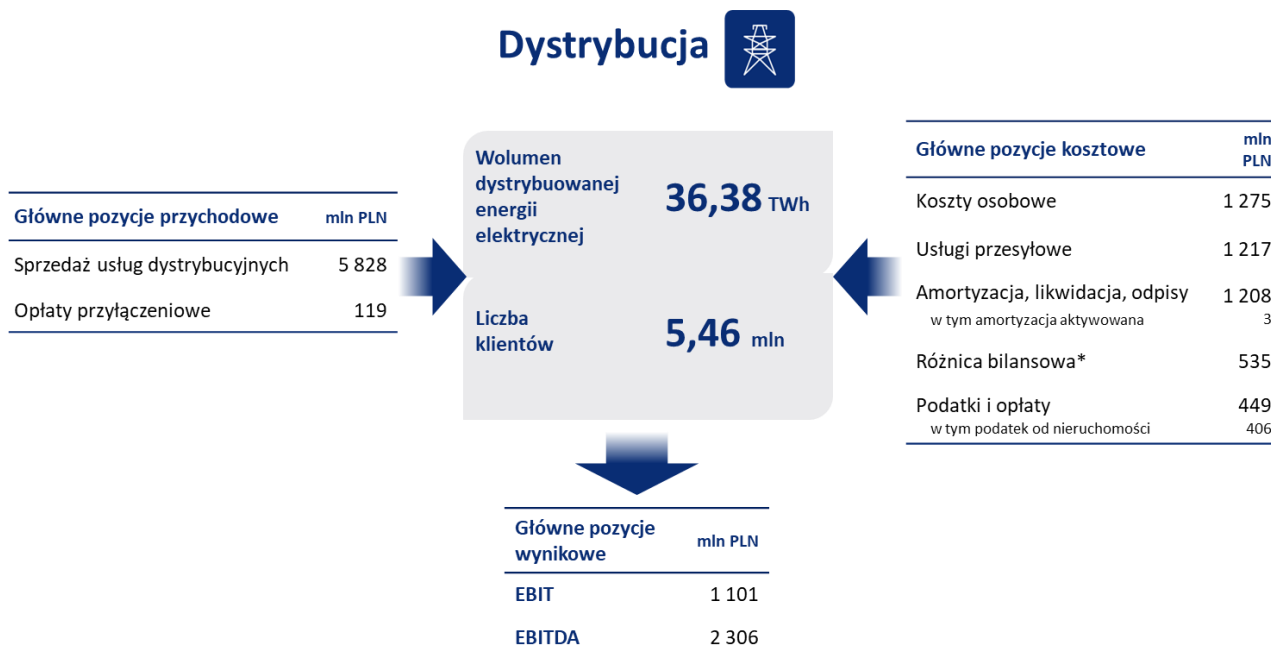 Dystrybucja
Główne pozycje przychodowe mln PLN
Sprzedaż usług dystrybucyjnych 5 828
Opłaty przyłączeniowe 119
Wolumen
dystrybuowanej
energii
elektrycznej
36,38 TWh
Liczba
klientów
5,46 mln
Główne pozycje kosztowe mln
PLN
Koszty osobowe 1 275
Usługi przesyłowe 1 217
Amortyzacja, likwidacja, odpisy 1 208
w tym amortyzacja aktywowana 3
Różnica bilansowa* 535
Podatki i opłaty 449
w tym podatek od nieruchomości 406
Główne pozycje
wynikowe mln PLN
EBIT 1 101
EBITDA 2 306